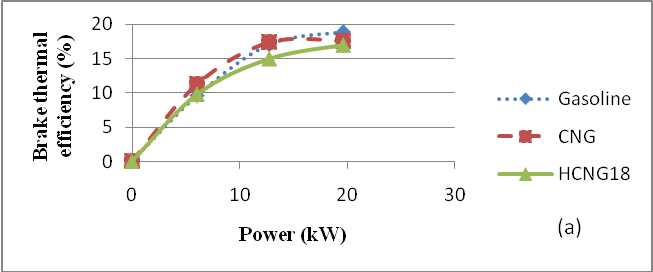 Brake thermal
efficiency (%)
20
15
10
5
0
0 10 20 30
Power (kW)
Gasoline
CNG
HCNG18
(a)